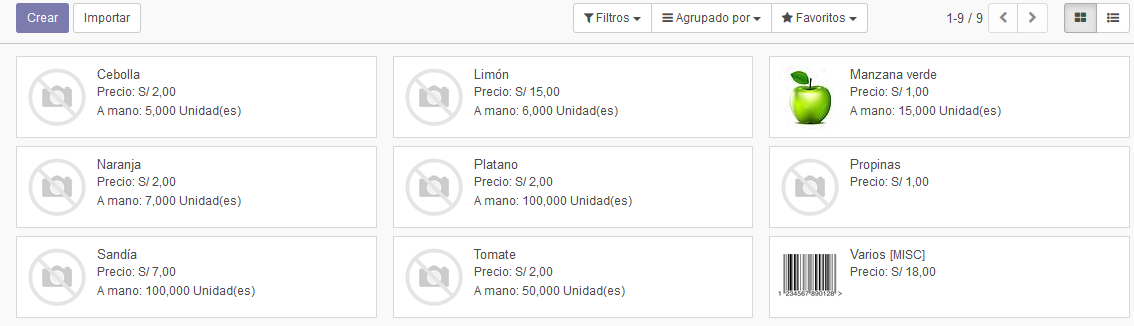 Crear
Importar
Filtros
Agrupado por
Favoritos
1-9 / 9
Cebolla
Precio: S/ 2,00
A mano: 5,000 Unidad(es)
Limón
Precio: S/ 15,00
A mano: 6,000 Unidad(es)
Manzana verde
Precio: S/ 1,00
A mano: 15,000 Unidad(es)
Naranja
Precio: S/ 2,00
A mano: 7,000 Unidad(es)
Platano
Precio: S/ 2,00
A mano: 100,000 Unidad(es)
Propinas
Precio: S/ 1,00
Sandía
Precio: S/ 7,00
A mano: 100,000 Unidad(es)
Tomate
Precio: S/ 2,00
A mano: 50,000 Unidad(es)
Varios [MISC]
Precio: S/ 18,00
1 234567 890128 >